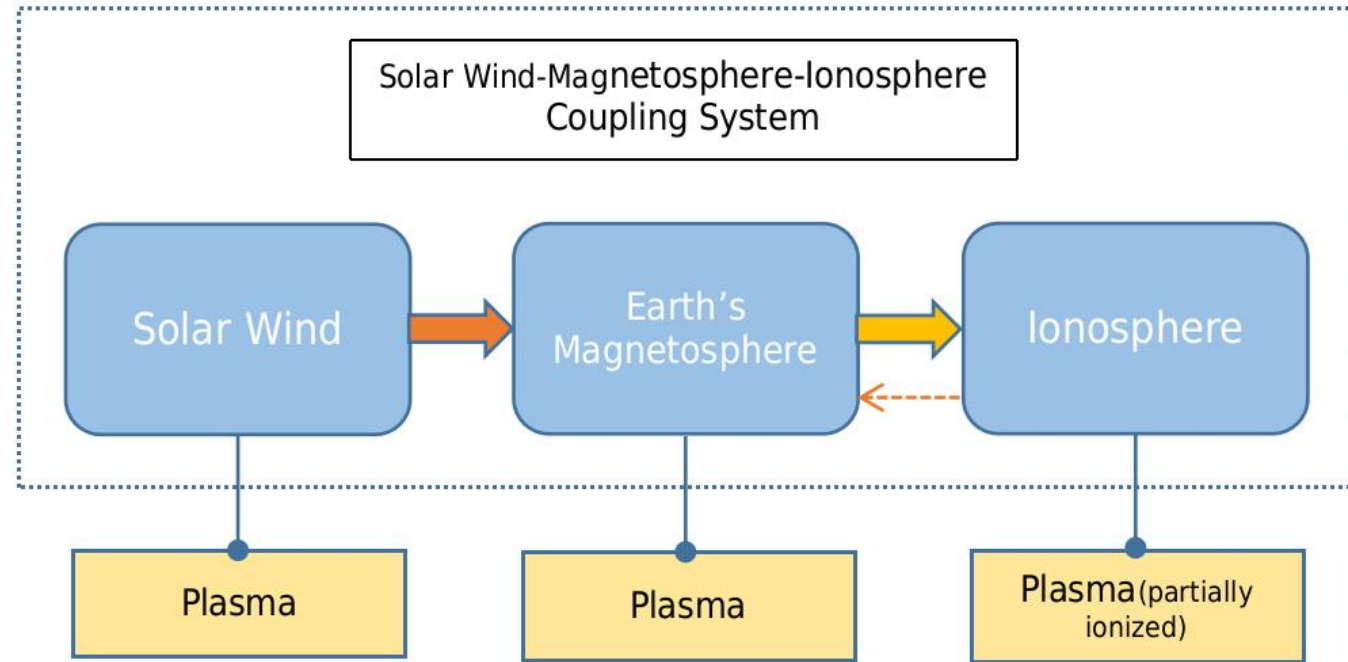 Solar Wind-Magnetosphere-Ionosphere
Coupling System
Solar Wind
Earth’s
Magnetosphere
Ionosphere
Plasma
Plasma
Plasma(partially
ionized)